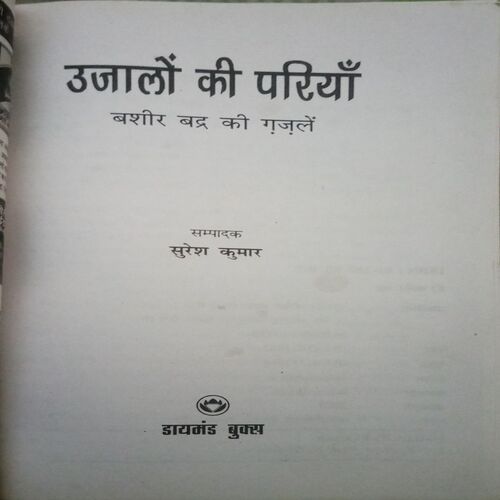 उजालों की परियाँ
बशीर बद्र की ग़ज़लें
सम्पादक
सुरेश कुमार
डायमंड बुक्स